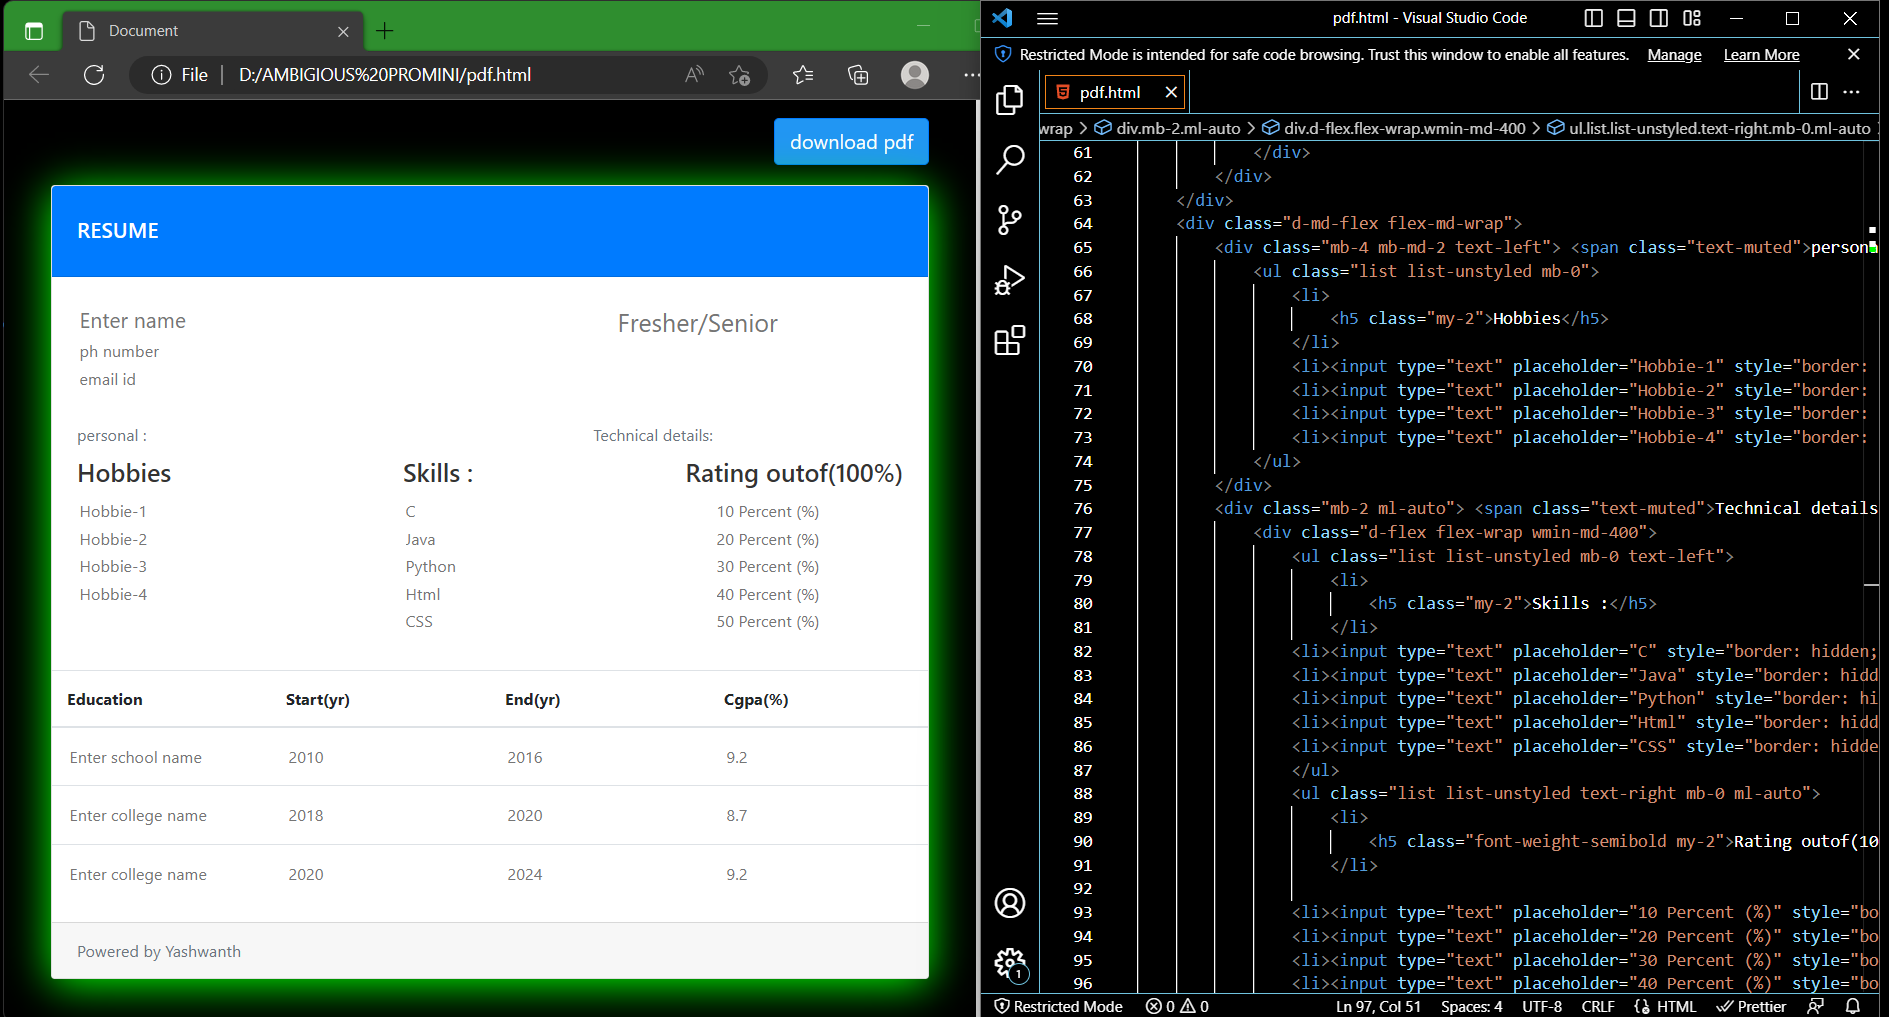 Document
File
D:/AMBIGIOUS%20PROMINI/pdf.html
download pdf
RESUME
Enter name
Fresher/Senior
ph number
email id
personal :
Technical details:
Hobbies
Skills :
Rating outof(100%)
Hobbie-1
C
10 Percent (%)
Hobbie-2
Java
20 Percent (%)
Hobbie-3
Python
30 Percent (%)
Hobbie-4
Html
40 Percent (%)
CSS
50 Percent (%)
Education Start(yr) End(yr) Cgpa(%)
Enter school name 2010 2016 9.2
Enter college name 2018 2020 8.7
Enter college name 2020 2024 9.2
Powered by Yashwanth
pdf.html - Visual Studio Code
Restricted Mode is intended for safe code browsing. Trust this window to enable all features. Manage Learn More
pdf.html
wrap > div.mb-2.ml-auto > div.d-flex.flex-wrap.wmin-md-400 > ul.list.list-unstyled.text-right.mb-0.ml-auto
61 </div>
62 </div>
63 </div>
64 <div class="d-md-flex flex-md-wrap">
65 <div class="mb-4 mb-md-2 text-left"> <span class="text-muted">persona
66 <ul class="list list-unstyled mb-0">
67 <li>
68 <h5 class="my-2">Hobbies</h5>
69 </li>
70 <li><input type="text" placeholder="Hobbie-1" style="border:
71 <li><input type="text" placeholder="Hobbie-2" style="border:
72 <li><input type="text" placeholder="Hobbie-3" style="border:
73 <li><input type="text" placeholder="Hobbie-4" style="border:
74 </ul>
75 </div>
76 <div class="mb-2 ml-auto"> <span class="text-muted">Technical details
77 <div class="d-flex flex-wrap wmin-md-400">
78 <ul class="list list-unstyled mb-0 text-left">
79 <li>
80 <h5 class="my-2">Skills :</h5>
81 </li>
82 <li><input type="text" placeholder="C" style="border: hidden;
83 <li><input type="text" placeholder="Java" style="border: hidd
84 <li><input type="text" placeholder="Python" style="border: hi
85 <li><input type="text" placeholder="Html" style="border: hidd
86 <li><input type="text" placeholder="CSS" style="border: hidde
87 </ul>
88 <ul class="list list-unstyled text-right mb-0 ml-auto">
89 <li>
90 <h5 class="font-weight-semibold my-2">Rating outof(10
91 </li>
92
93 <li><input type="text" placeholder="10 Percent (%)" style="bo
94 <li><input type="text" placeholder="20 Percent (%)" style="bo
95 <li><input type="text" placeholder="30 Percent (%)" style="bo
96 <li><input type="text" placeholder="40 Percent (%)" style="bo
1
Restricted Mode 0 0 Ln 97, Col 51 Spaces: 4 UTF-8 CRLF HTML Prettier